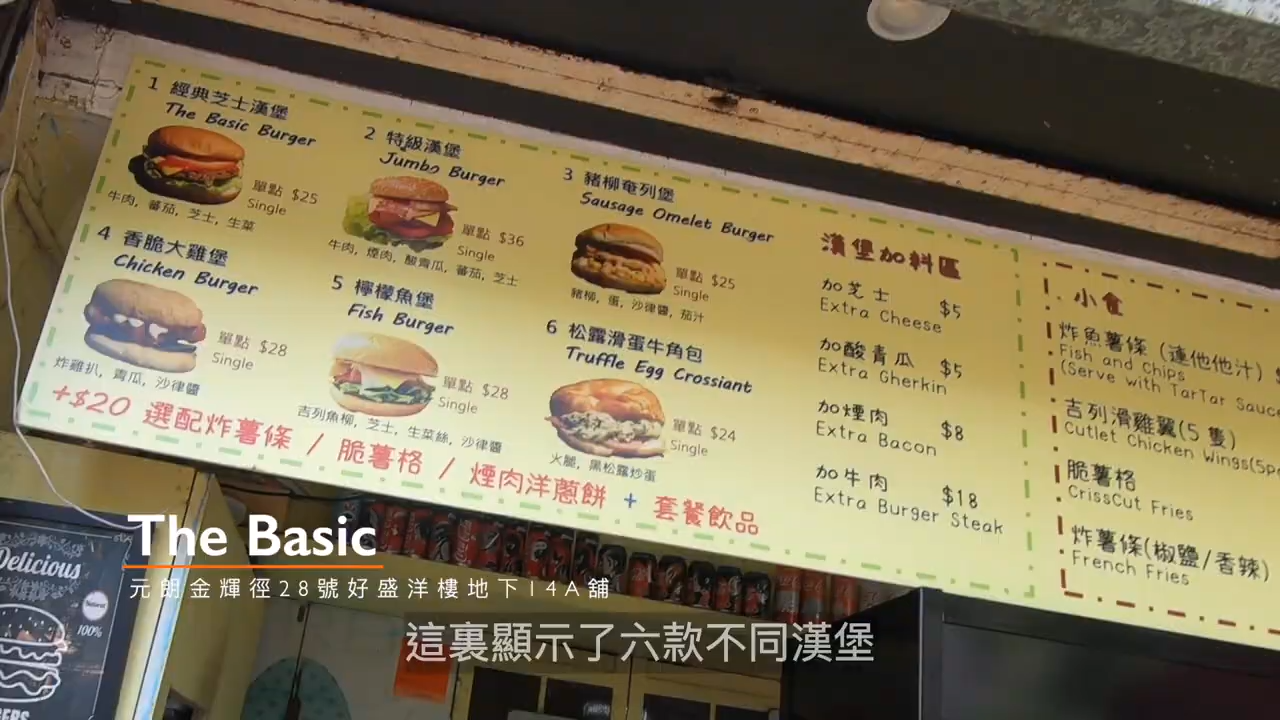 1 經典芝士漢堡
The Basic Burger
單點 $25
Single
牛肉, 蕃茄, 芝士, 生菜
2 特級漢堡
Jumbo Burger
單點 $36
Single
牛肉, 煙肉, 酸青瓜, 蕃茄, 芝士
3 豬柳奄列堡
Sausage Omelet Burger
單點 $25
Single
豬柳, 蛋, 沙律醬, 茄汁
4 香脆大雞堡
Chicken Burger
單點 $28
Single
炸雞扒, 青瓜, 沙律醬
5 檸檬魚堡
Fish Burger
單點 $28
Single
吉列魚柳, 芝士, 生菜絲, 沙律醬
6 松露滑蛋牛角包
Truffle Egg Crossiant
單點 $24
Single
火腿, 黑松露炒蛋
+$20 選配炸薯條 / 脆薯格 / 煙肉洋蔥餅 + 套餐飲品
漢堡加料區
加芝士 $5
Extra Cheese
加酸青瓜 $5
Extra Gherkin
加煙肉 $8
Extra Bacon
加牛肉 $18
Extra Burger Steak
小食
炸魚薯條 (連他他汁)
Fish and chips
(Serve with TarTar Sauc
吉列滑雞翼(5 隻)
Cutlet Chicken Wings(5p
脆薯格
CrissCut Fries
炸薯條(椒鹽/香辣)
French Fries
Delicious
Natural
100%
The Basic
元朗金輝徑28號好盛洋樓地下14A舖
這裏顯示了六款不同漢堡